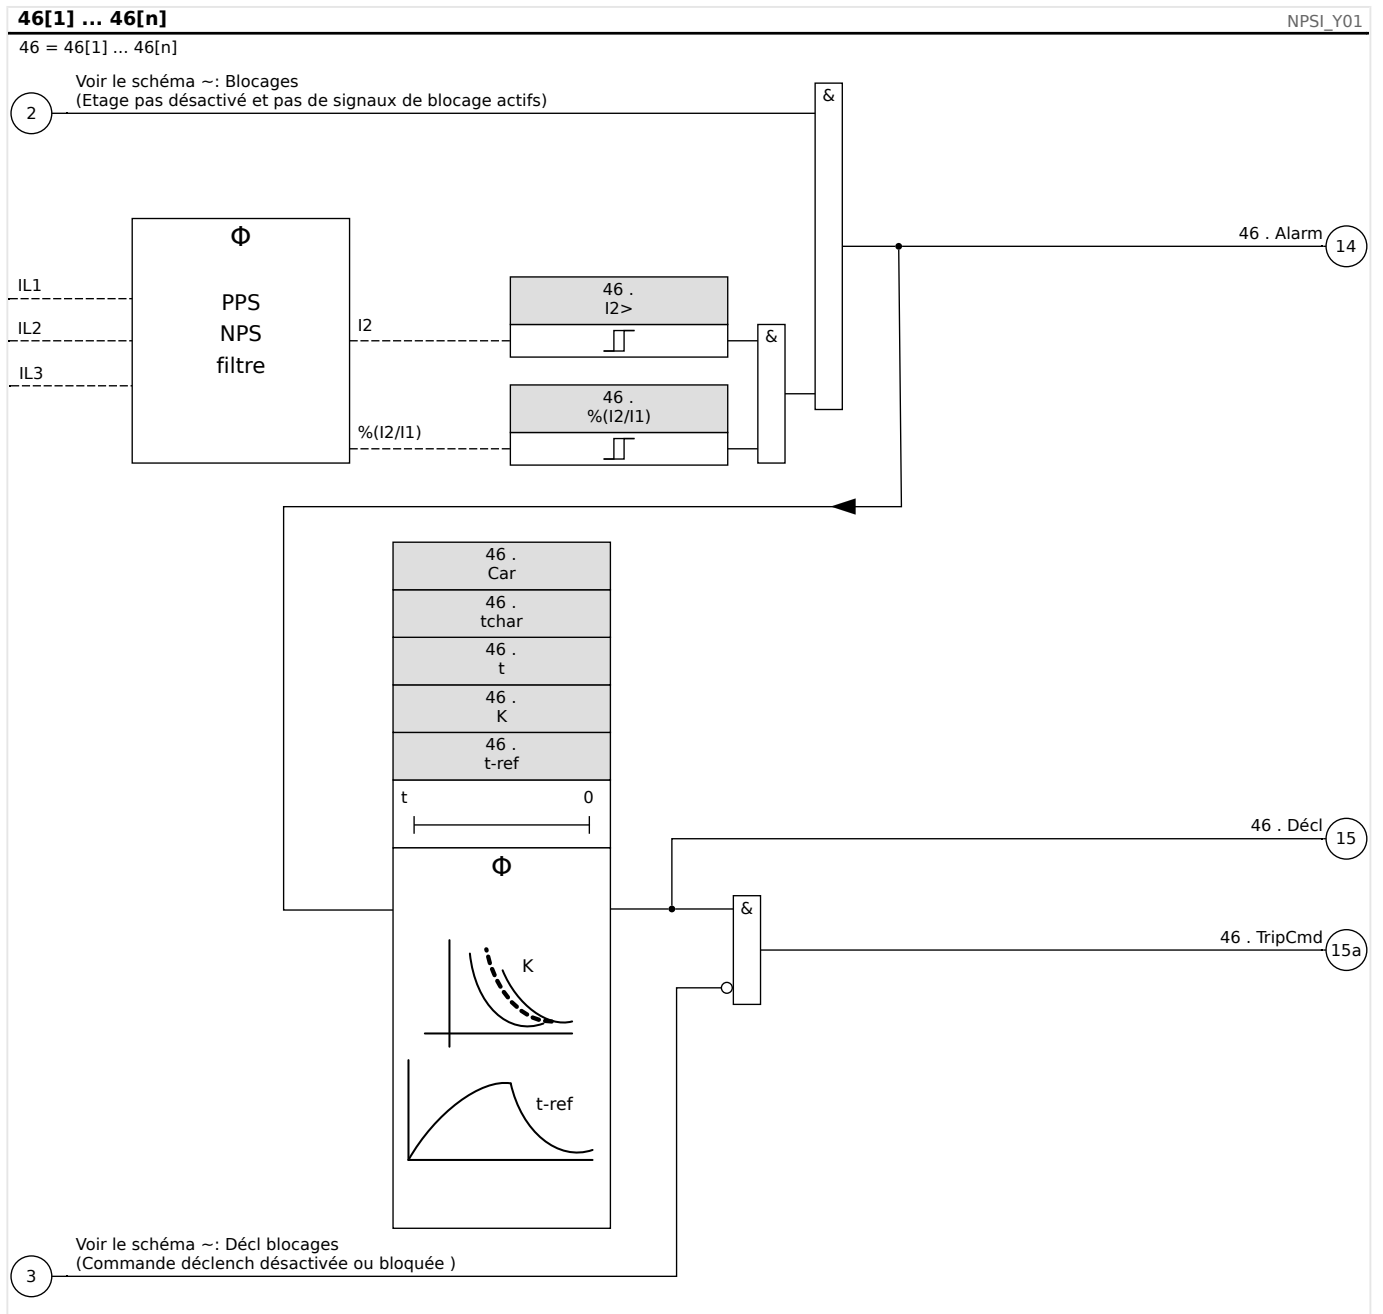 46[1] ... 46[n]
NPSI_Y01
46 = 46[1] ... 46[n]
Voir le schéma ~: Blocages
(Etage pas désactivé et pas de signaux de blocage actifs)
2
&
Φ
PPS
NPS
filtre
IL1
IL2
IL3
I2
%(I2/I1)
46 .
I2>
46 .
%(I2/I1)
&
46 . Alarm
14
46 .
Car
46 .
tchar
46 .
t
46 .
K
46 .
t-ref
t 0
Φ
K
t-ref
46 . Décl
15
&
46 . TripCmd
15a
Voir le schéma ~: Décl blocages
(Commande déclench désactivée ou bloquée )
3